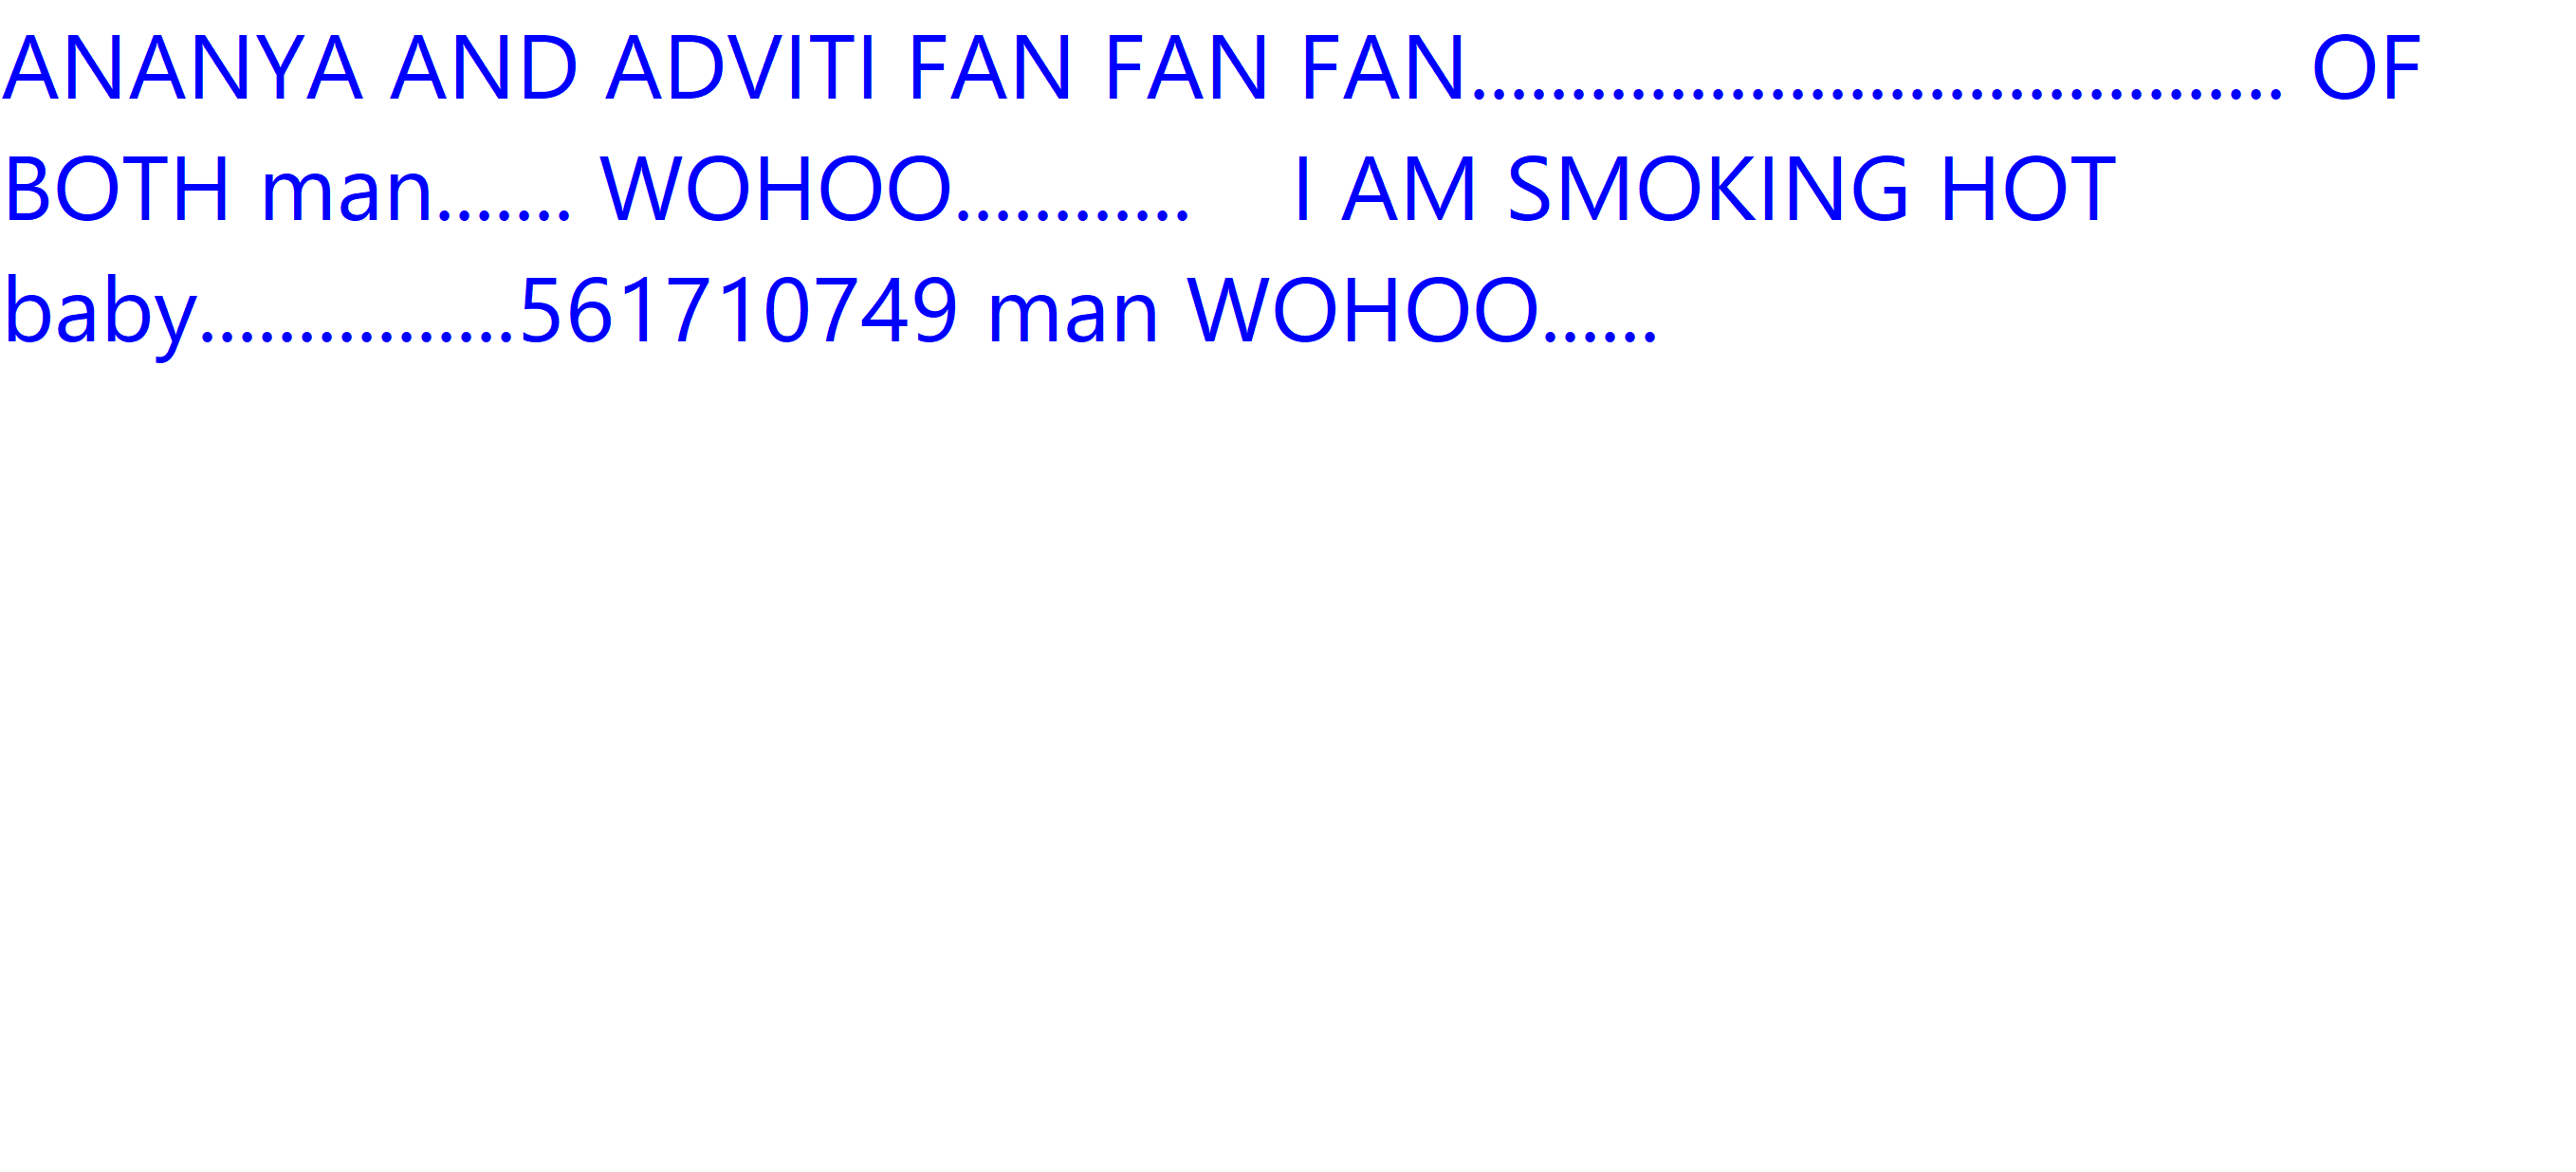 ANANYA AND ADVITI FAN FAN FAN......................................... OF
BOTH man....... WOHOO............    I AM SMOKING HOT
baby................561710749 man WOHOO......